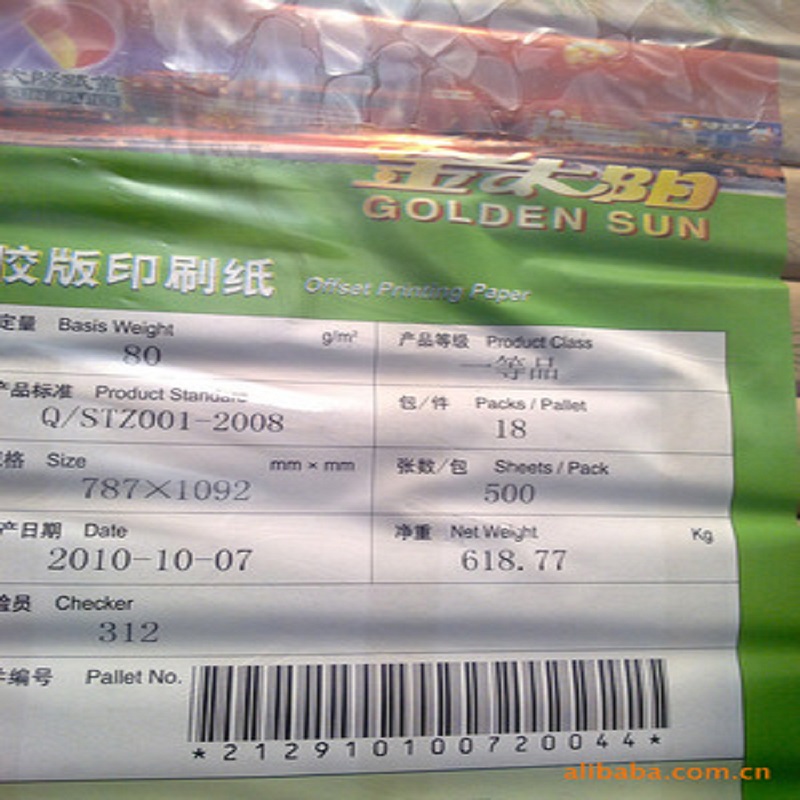 金太阳
GOLDEN SUN
胶版印刷纸 Offset Printing Paper
定量 Basis Weight g/m²
80
产品等级 Product Class
一等品
产品标准 Product Standard
Q/STZ001-2008
包/件 Packs / Pallet
18
格 Size mm × mm
787×1092
张数/包 Sheets / Pack
500
产日期 Date
2010-10-07
净重 Net Weight Kg
618.77
员 Checker
312
编号 Pallet No.
*212910100720044*
alibaba.com.cn